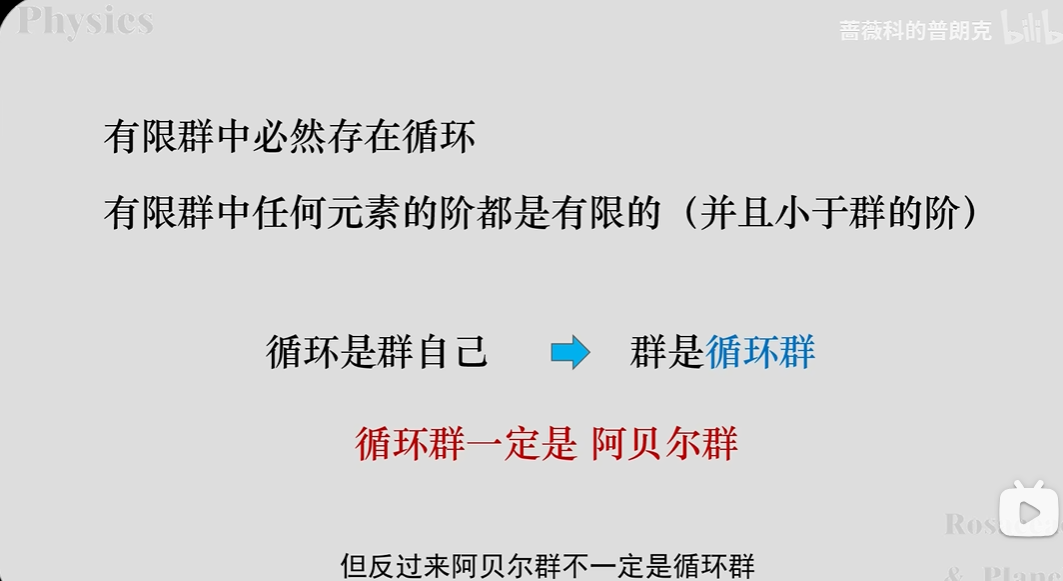 Physics
蔷薇科的普朗克 bilib
有限群中必然存在循环
有限群中任何元素的阶都是有限的（并且小于群的阶）
循环是群自己 群是循环群
循环群一定是 阿贝尔群
但反过来阿贝尔群不一定是循环群